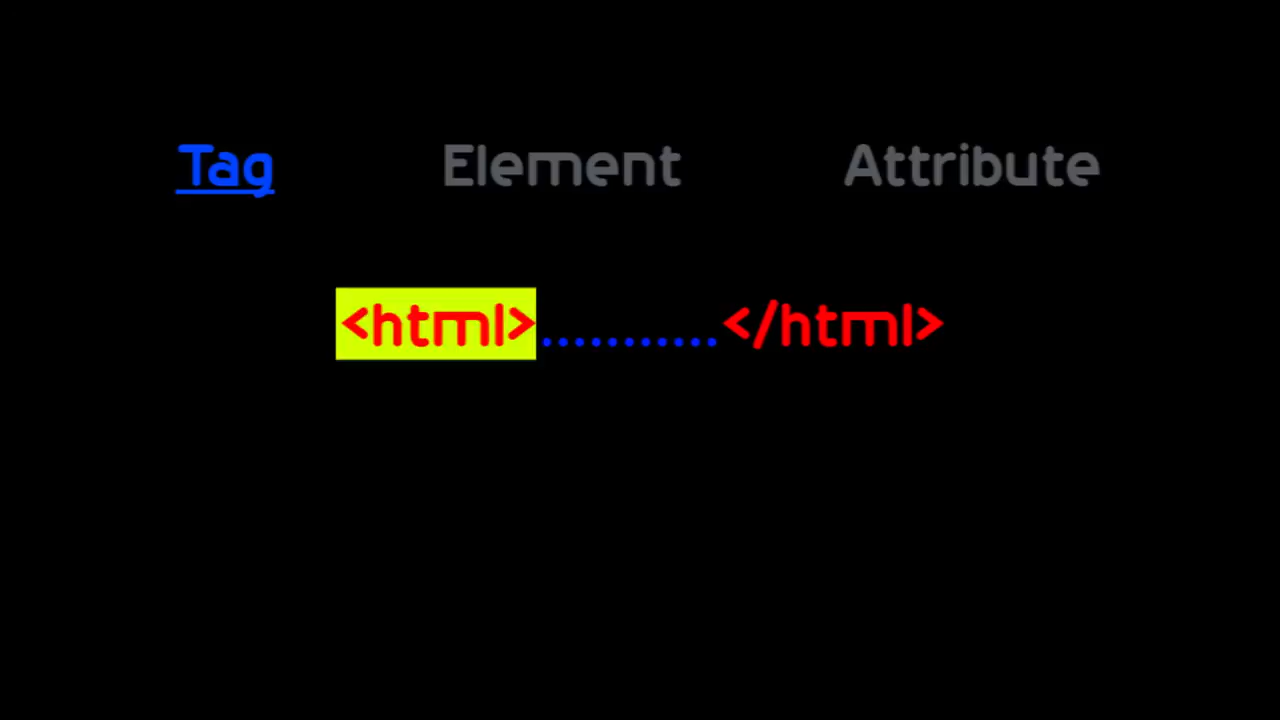 Tag Element Attribute
<html>...........</html>